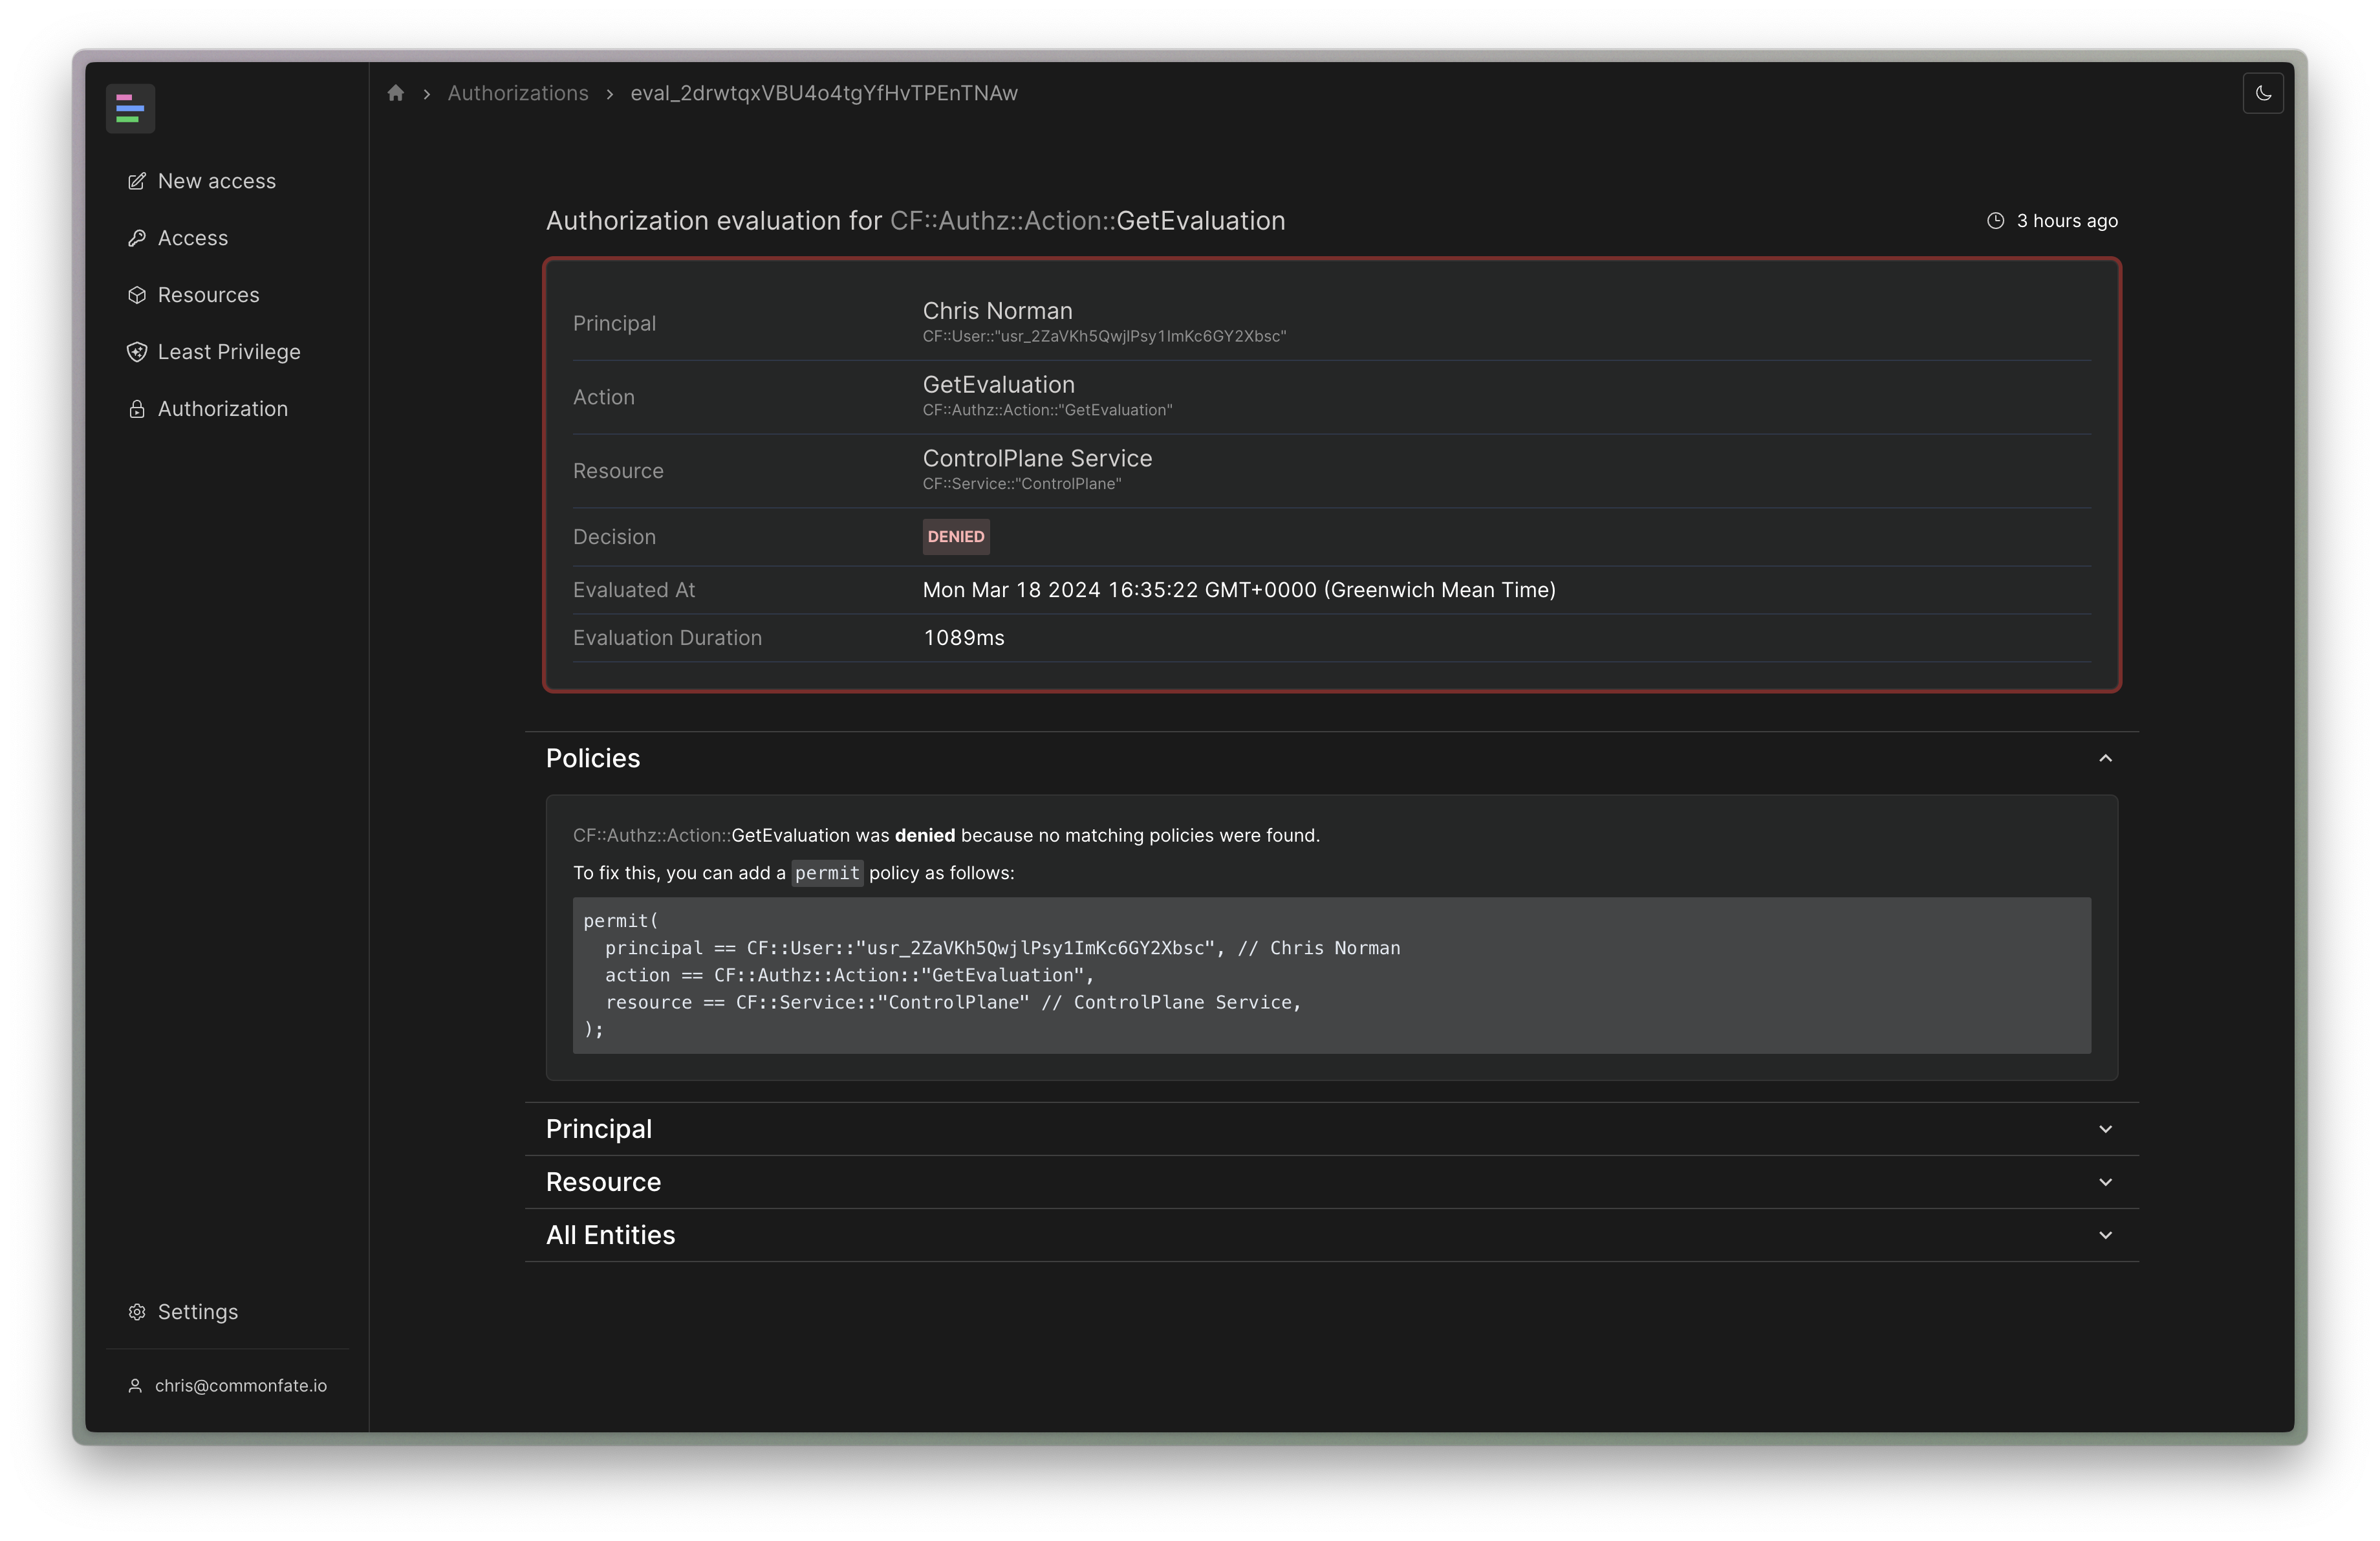 Authorizations
eval_2drwtqxVBU4o4tgYfHvTPEnTNAw
New access
Access
Resources
Least Privilege
Authorization
Settings
chris@commonfate.io
Authorization evaluation for CF::Authz::Action::GetEvaluation
3 hours ago
Principal
Chris Norman
CF::User::"usr_2ZaVKh5QwjlPsy1ImKc6GY2Xbsc"
Action
GetEvaluation
CF::Authz::Action::"GetEvaluation"
Resource
ControlPlane Service
CF::Service::"ControlPlane"
Decision
DENIED
Evaluated At
Mon Mar 18 2024 16:35:22 GMT+0000 (Greenwich Mean Time)
Evaluation Duration
1089ms
Policies
CF::Authz::Action::GetEvaluation was denied because no matching policies were found.
To fix this, you can add a permit policy as follows:
permit(
  principal == CF::User::"usr_2ZaVKh5QwjlPsy1ImKc6GY2Xbsc", // Chris Norman
  action == CF::Authz::Action::"GetEvaluation",
  resource == CF::Service::"ControlPlane" // ControlPlane Service,
);
Principal
Resource
All Entities